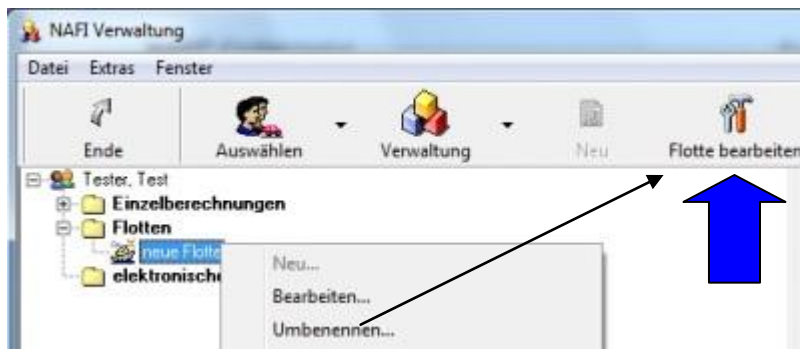 NAFI Verwaltung
Datei Extras Fenster
Ende Auswählen Verwaltung Neu Flotte bearbeiten
Tester, Test
Einzelberechnungen
Flotten
neue Flotte
elektronische
Neu...
Bearbeiten...
Umbenennen...